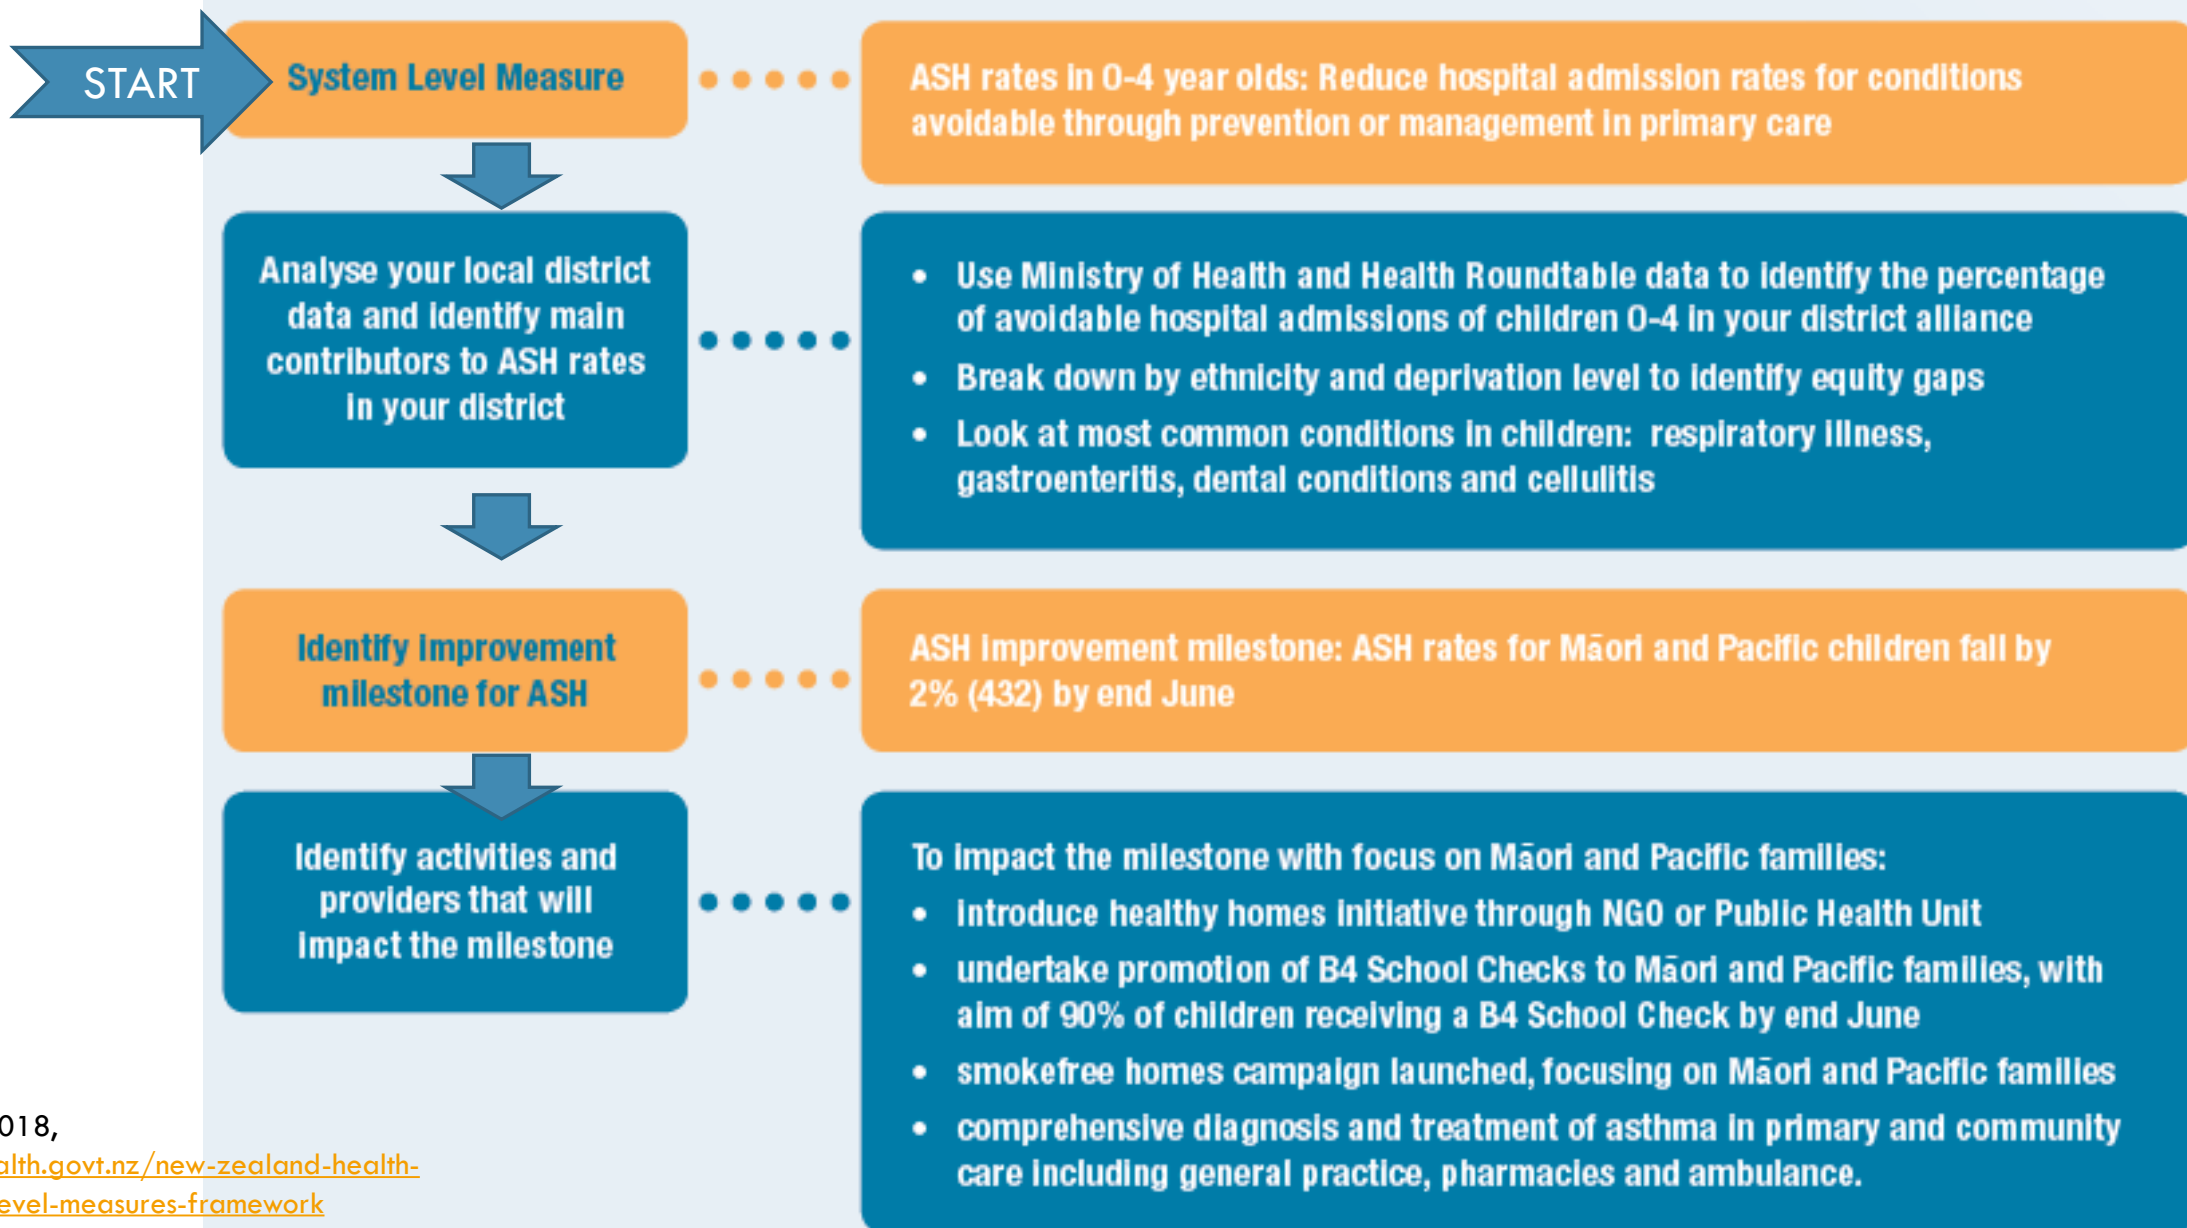 START
System Level Measure
ASH rates in 0-4 year olds: Reduce hospital admission rates for conditions
avoidable through prevention or management in primary care
Analyse your local district
data and identify main
contributors to ASH rates
in your district
• Use Ministry of Health and Health Roundtable data to identify the percentage
of avoidable hospital admissions of children 0-4 in your district alliance
• Break down by ethnicity and deprivation level to identify equity gaps
• Look at most common conditions in children: respiratory illness,
gastroenteritis, dental conditions and cellulitis
Identify improvement
milestone for ASH
ASH improvement milestone: ASH rates for Māori and Pacific children fall by
2% (432) by end June
Identify activities and
providers that will
impact the milestone
To impact the milestone with focus on Māori and Pacific families:
• introduce healthy homes initiative through NGO or Public Health Unit
• undertake promotion of B4 School Checks to Māori and Pacific families, with
aim of 90% of children receiving a B4 School Check by end June
• smokefree homes campaign launched, focusing on Māori and Pacific families
• comprehensive diagnosis and treatment of asthma in primary and community
care including general practice, pharmacies and ambulance.
018,
alth.govt.nz/new-zealand-health-
evel-measures-framework